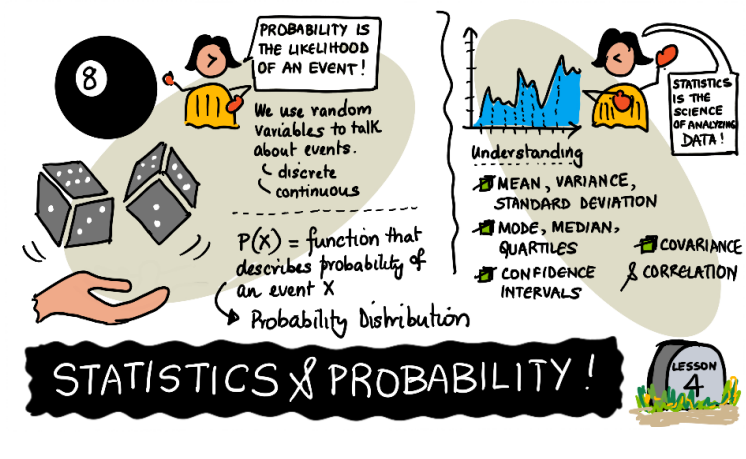 8
PROBABILITY IS
THE LIKELIHOOD
OF AN EVENT!
We use random
variables to talk
about events.
discrete
continuous
P(X) = function that
describes probability of
an event X
Probability Distribution
STATISTICS
IS THE
SCIENCE
OF ANALYZING
DATA!
Understanding
MEAN, VARIANCE,
STANDARD DEVIATION
MODE, MEDIAN,
QUARTILES
CONFIDENCE
INTERVALS
COVARIANCE
& CORRELATION
STATISTICS & PROBABILITY!
LESSON
4